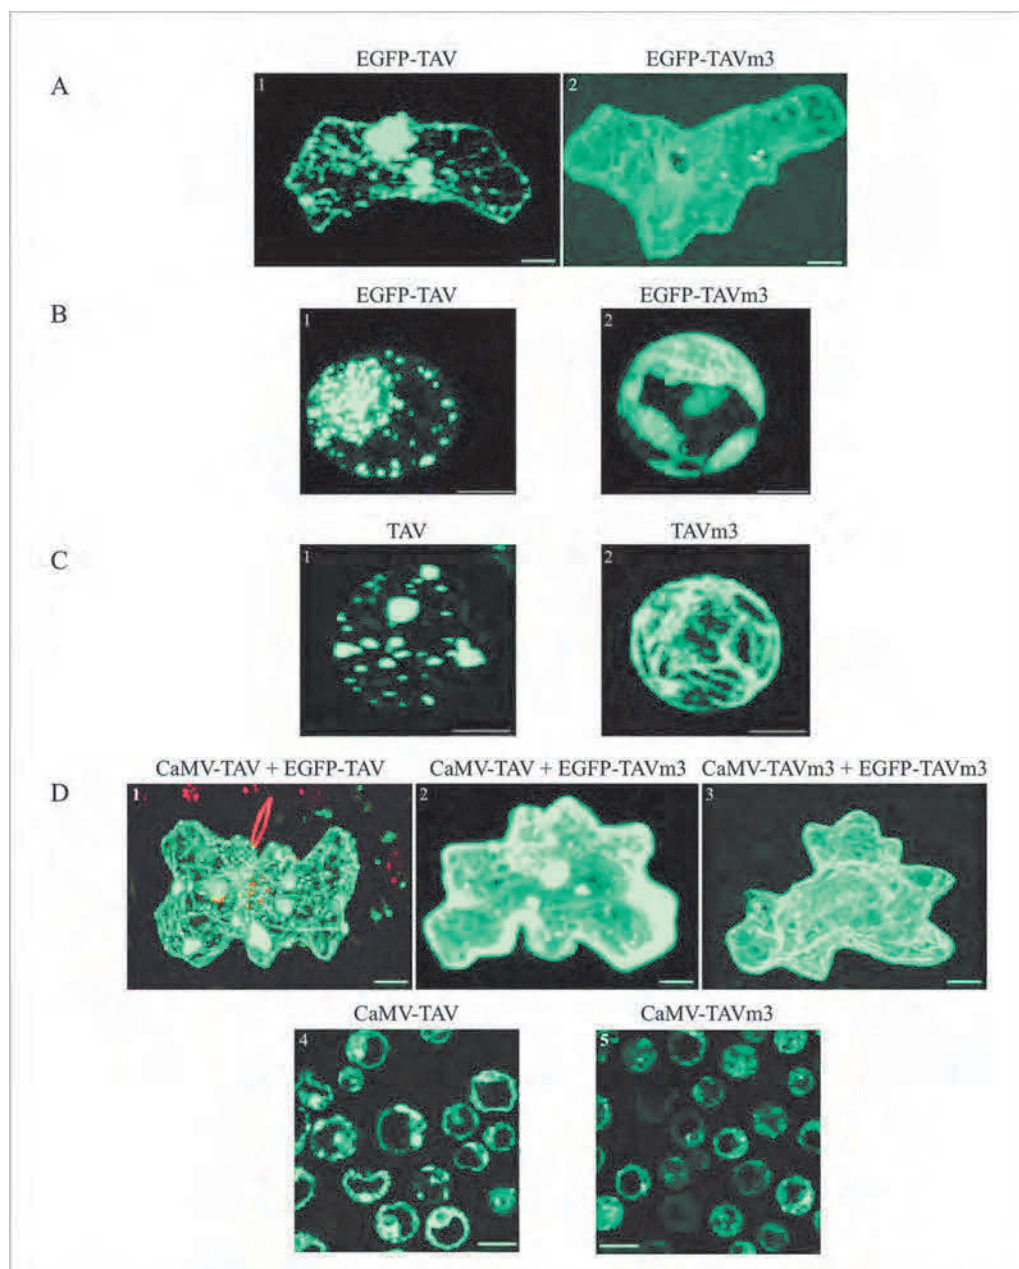 A
EGFP-TAV
EGFP-TAVm3
1
2
B
EGFP-TAV
EGFP-TAVm3
1
2
C
TAV
TAVm3
1
2
D
CaMV-TAV + EGFP-TAV
CaMV-TAV + EGFP-TAVm3
CaMV-TAVm3 + EGFP-TAVm3
1
2
3
CaMV-TAV
CaMV-TAVm3
4
5